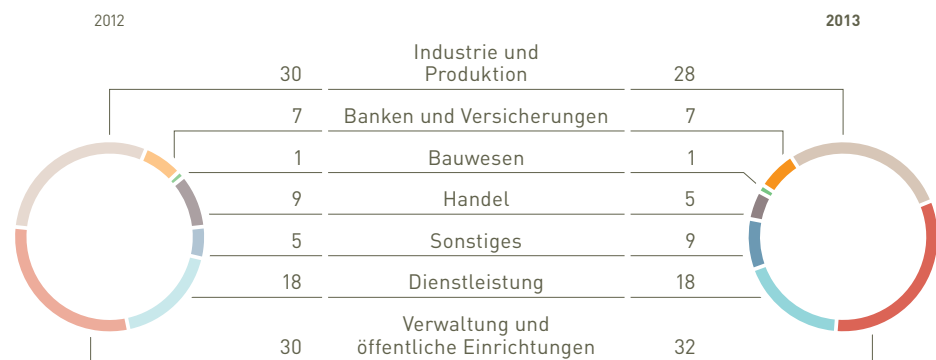 2012 2013
Industrie und
30 Produktion 28
7 Banken und Versicherungen 7
1 Bauwesen 1
9 Handel 5
5 Sonstiges 9
18 Dienstleistung 18
Verwaltung und
30 öffentliche Einrichtungen 32